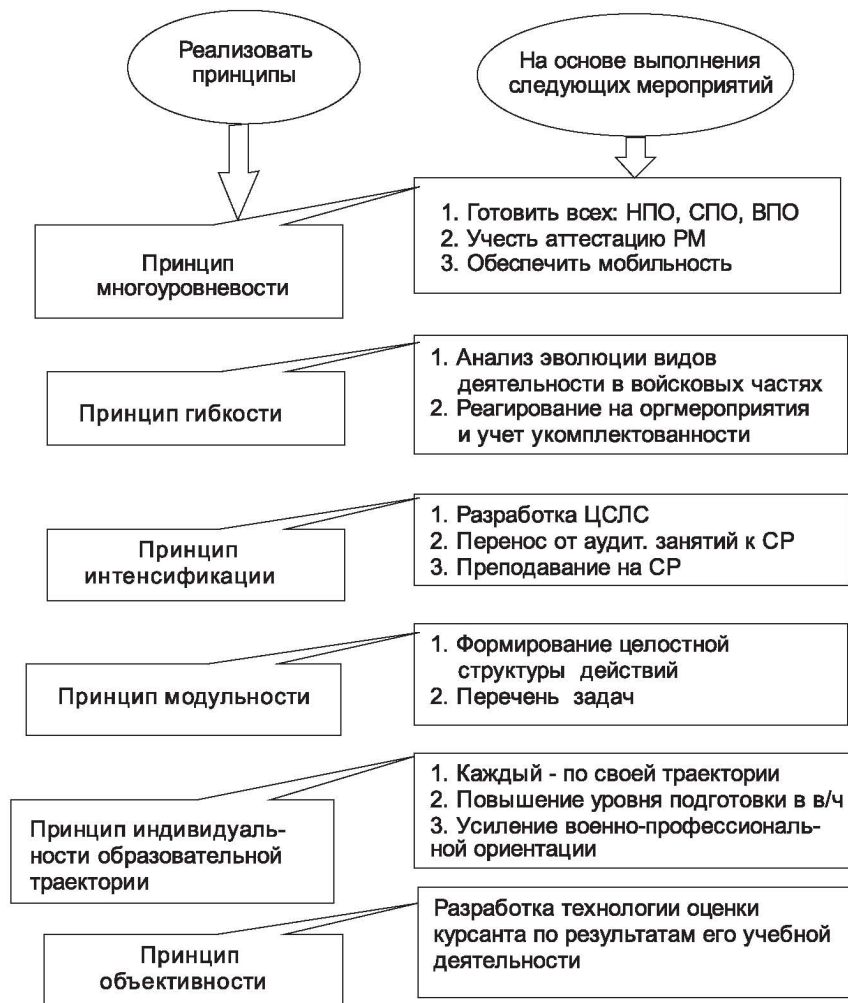 Реализовать
принципы
На основе выполнения
следующих мероприятий
Принцип
многоуровневости
1. Готовить всех: НПО, СПО, ВПО
2. Учесть аттестацию РМ
3. Обеспечить мобильность
Принцип гибкости
1. Анализ эволюции видов
деятельности в войсковых частях
2. Реагирование на оргмероприятия
и учет укомплектованности
Принцип
интенсификации
1. Разработка ЦСЛС
2. Перенос от аудит. занятий к СР
3. Преподавание на СР
Принцип модульности
1. Формирование целостной
структуры действий
2. Перечень задач
Принцип индивидуаль-
ности образовательной
траектории
1. Каждый - по своей траектории
2. Повышение уровня подготовки в в/ч
3. Усиление военно-профессиональ-
ной ориентации
Принцип
объективности
Разработка технологии оценки
курсанта по результатам его учебной
деятельности